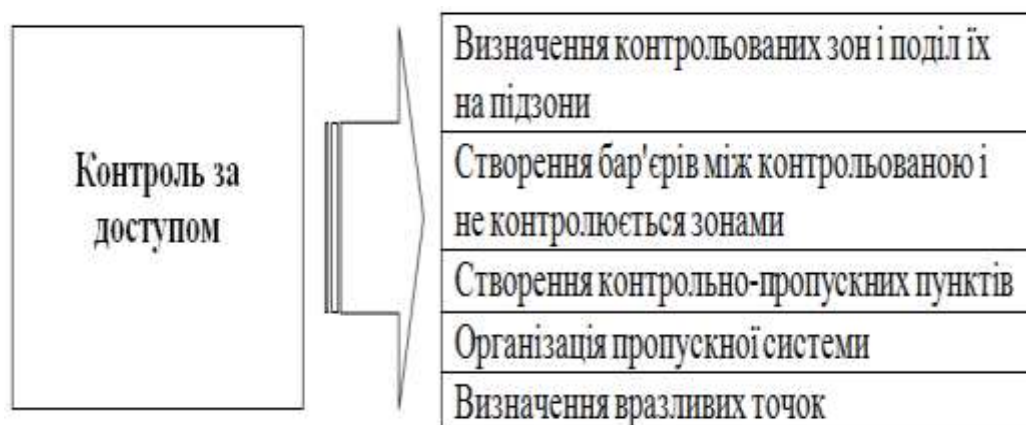 Контроль за
доступом
Визначення контрольованих зон і поділ їх
на підзони
Створення бар'єрів між контрольованою і
не контролюється зонами
Створення контрольно-пропускних пунктів
Організація пропускної системи
Визначення вразливих точок